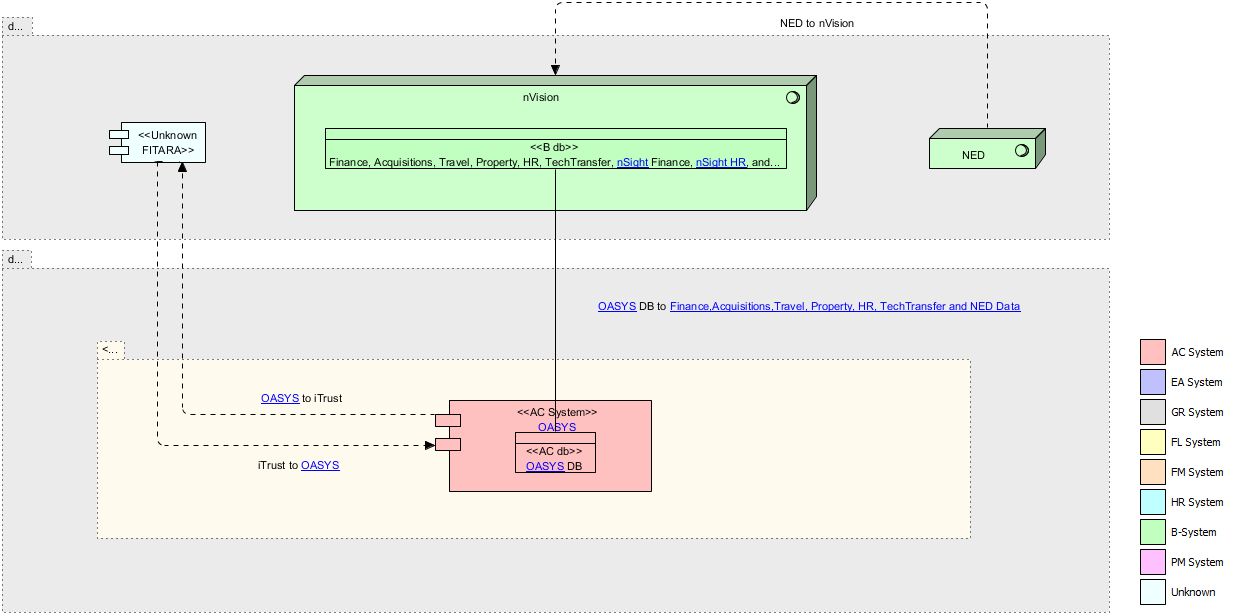 NED to nVision
d...
nVision
<<Unknown
FITARA>>
<<B db>>
Finance, Acquisitions, Travel, Property, HR, TechTransfer, nSight Finance, nSight HR, and...
NED
d...
OASYS DB to Finance,Acquisitions,Travel, Property, HR, TechTransfer and NED Data
<...
OASYS to iTrust
<<AC System>>
OASYS
<<AC db>>
OASYS DB
iTrust to OASYS
AC System
EA System
GR System
FL System
FM System
HR System
B-System
PM System
Unknown